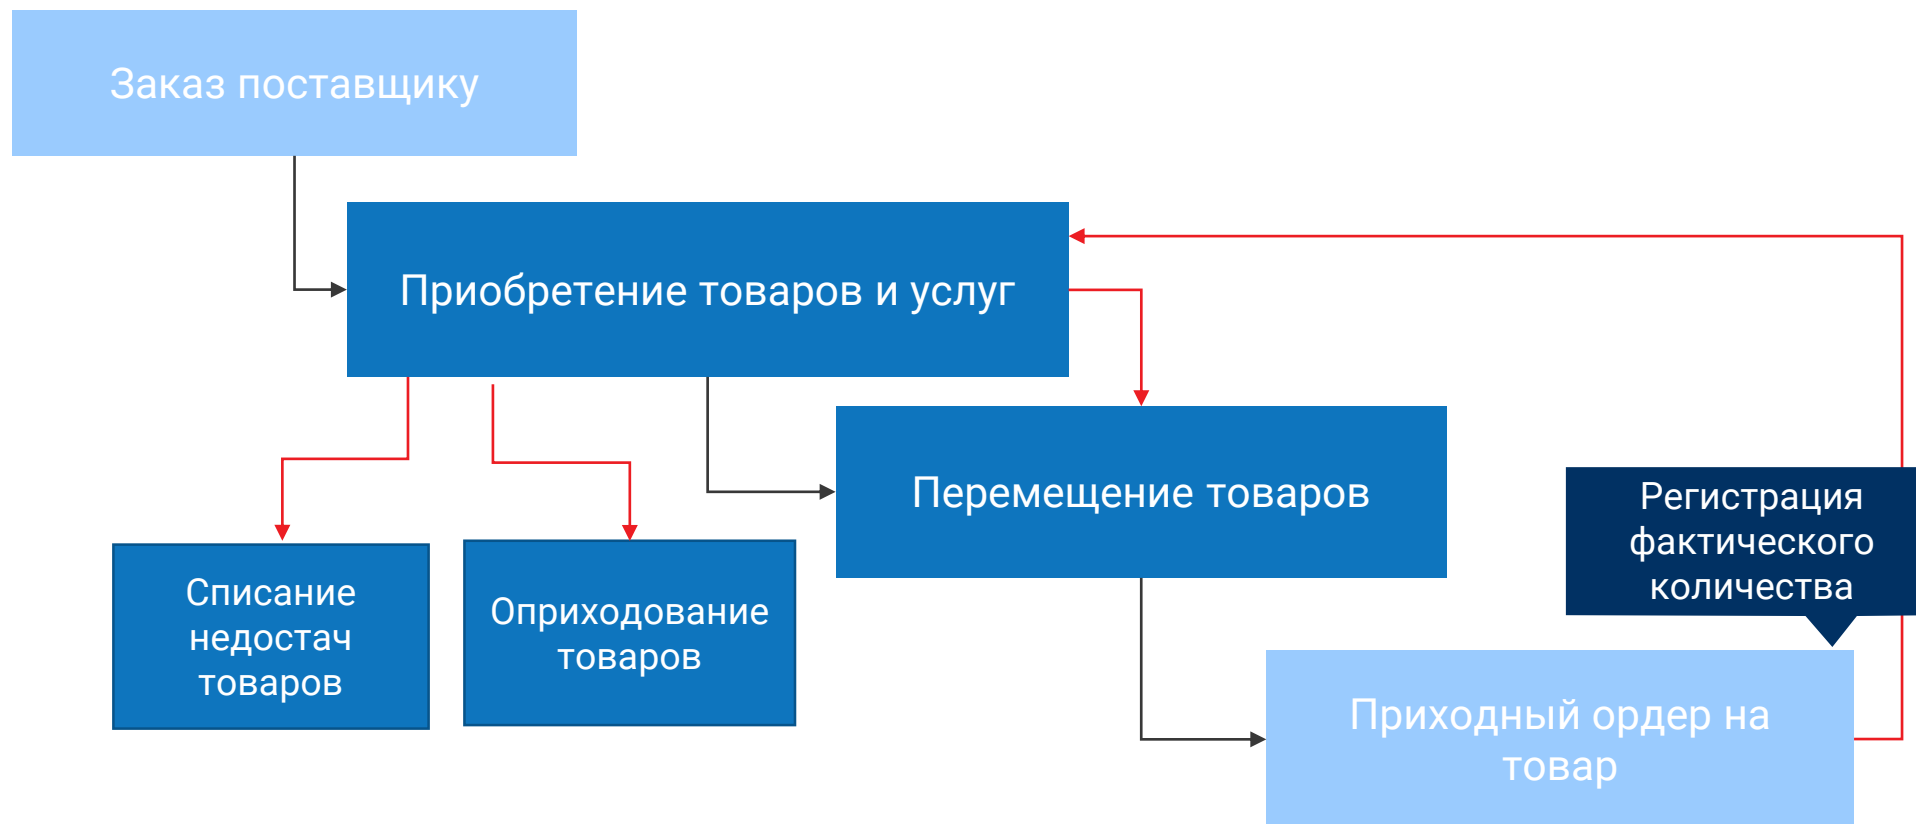 Заказ поставщику
Приобретение товаров и услуг
Перемещение товаров
Регистрация
фактического
количества
Списание
недостач
товаров
Оприходование
товаров
Приходный ордер на
товар